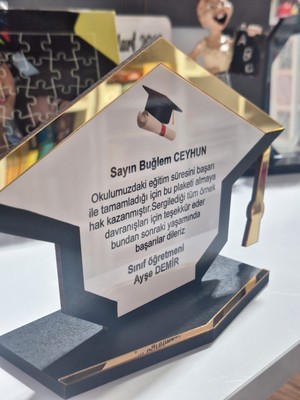 Sayın Buğlem CEYHUN
Okulumuzdaki eğitim süresini başarı
ile tamamladığı için bu plaketi almaya
hak kazanmıştır.Sergilediği tüm örnek
davranışları için teşekkür eder
bundan sonraki yaşamında
başarılar dileriz
Sınıf öğretmeni
Ayşe DEMİR